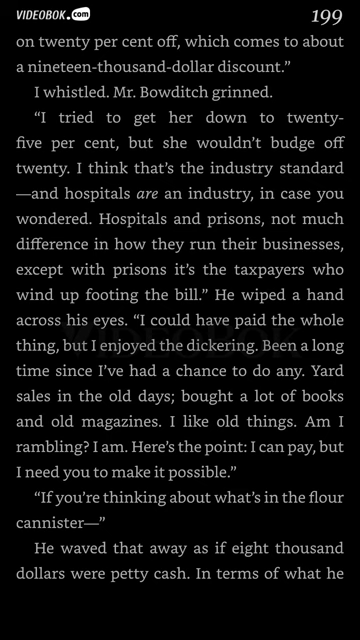 VIDEOBOK.com
199
on twenty per cent off, which comes to about
a nineteen-thousand-dollar discount.”
I whistled. Mr. Bowditch grinned.
“I tried to get her down to twenty-
five per cent, but she wouldn’t budge off
twenty. I think that’s the industry standard
—and hospitals are an industry, in case you
wondered. Hospitals and prisons, not much
difference in how they run their businesses,
except with prisons it’s the taxpayers who
wind up footing the bill.” He wiped a hand
across his eyes. “I could have paid the whole
thing, but I enjoyed the dickering. Been a long
time since I’ve had a chance to do any. Yard
sales in the old days; bought a lot of books
and old magazines. I like old things. Am I
rambling? I am. Here’s the point: I can pay, but
I need you to make it possible.”
“If you’re thinking about what’s in the flour
cannister—”
He waved that away as if eight thousand
dollars were petty cash. In terms of what he
VIDEOBOK